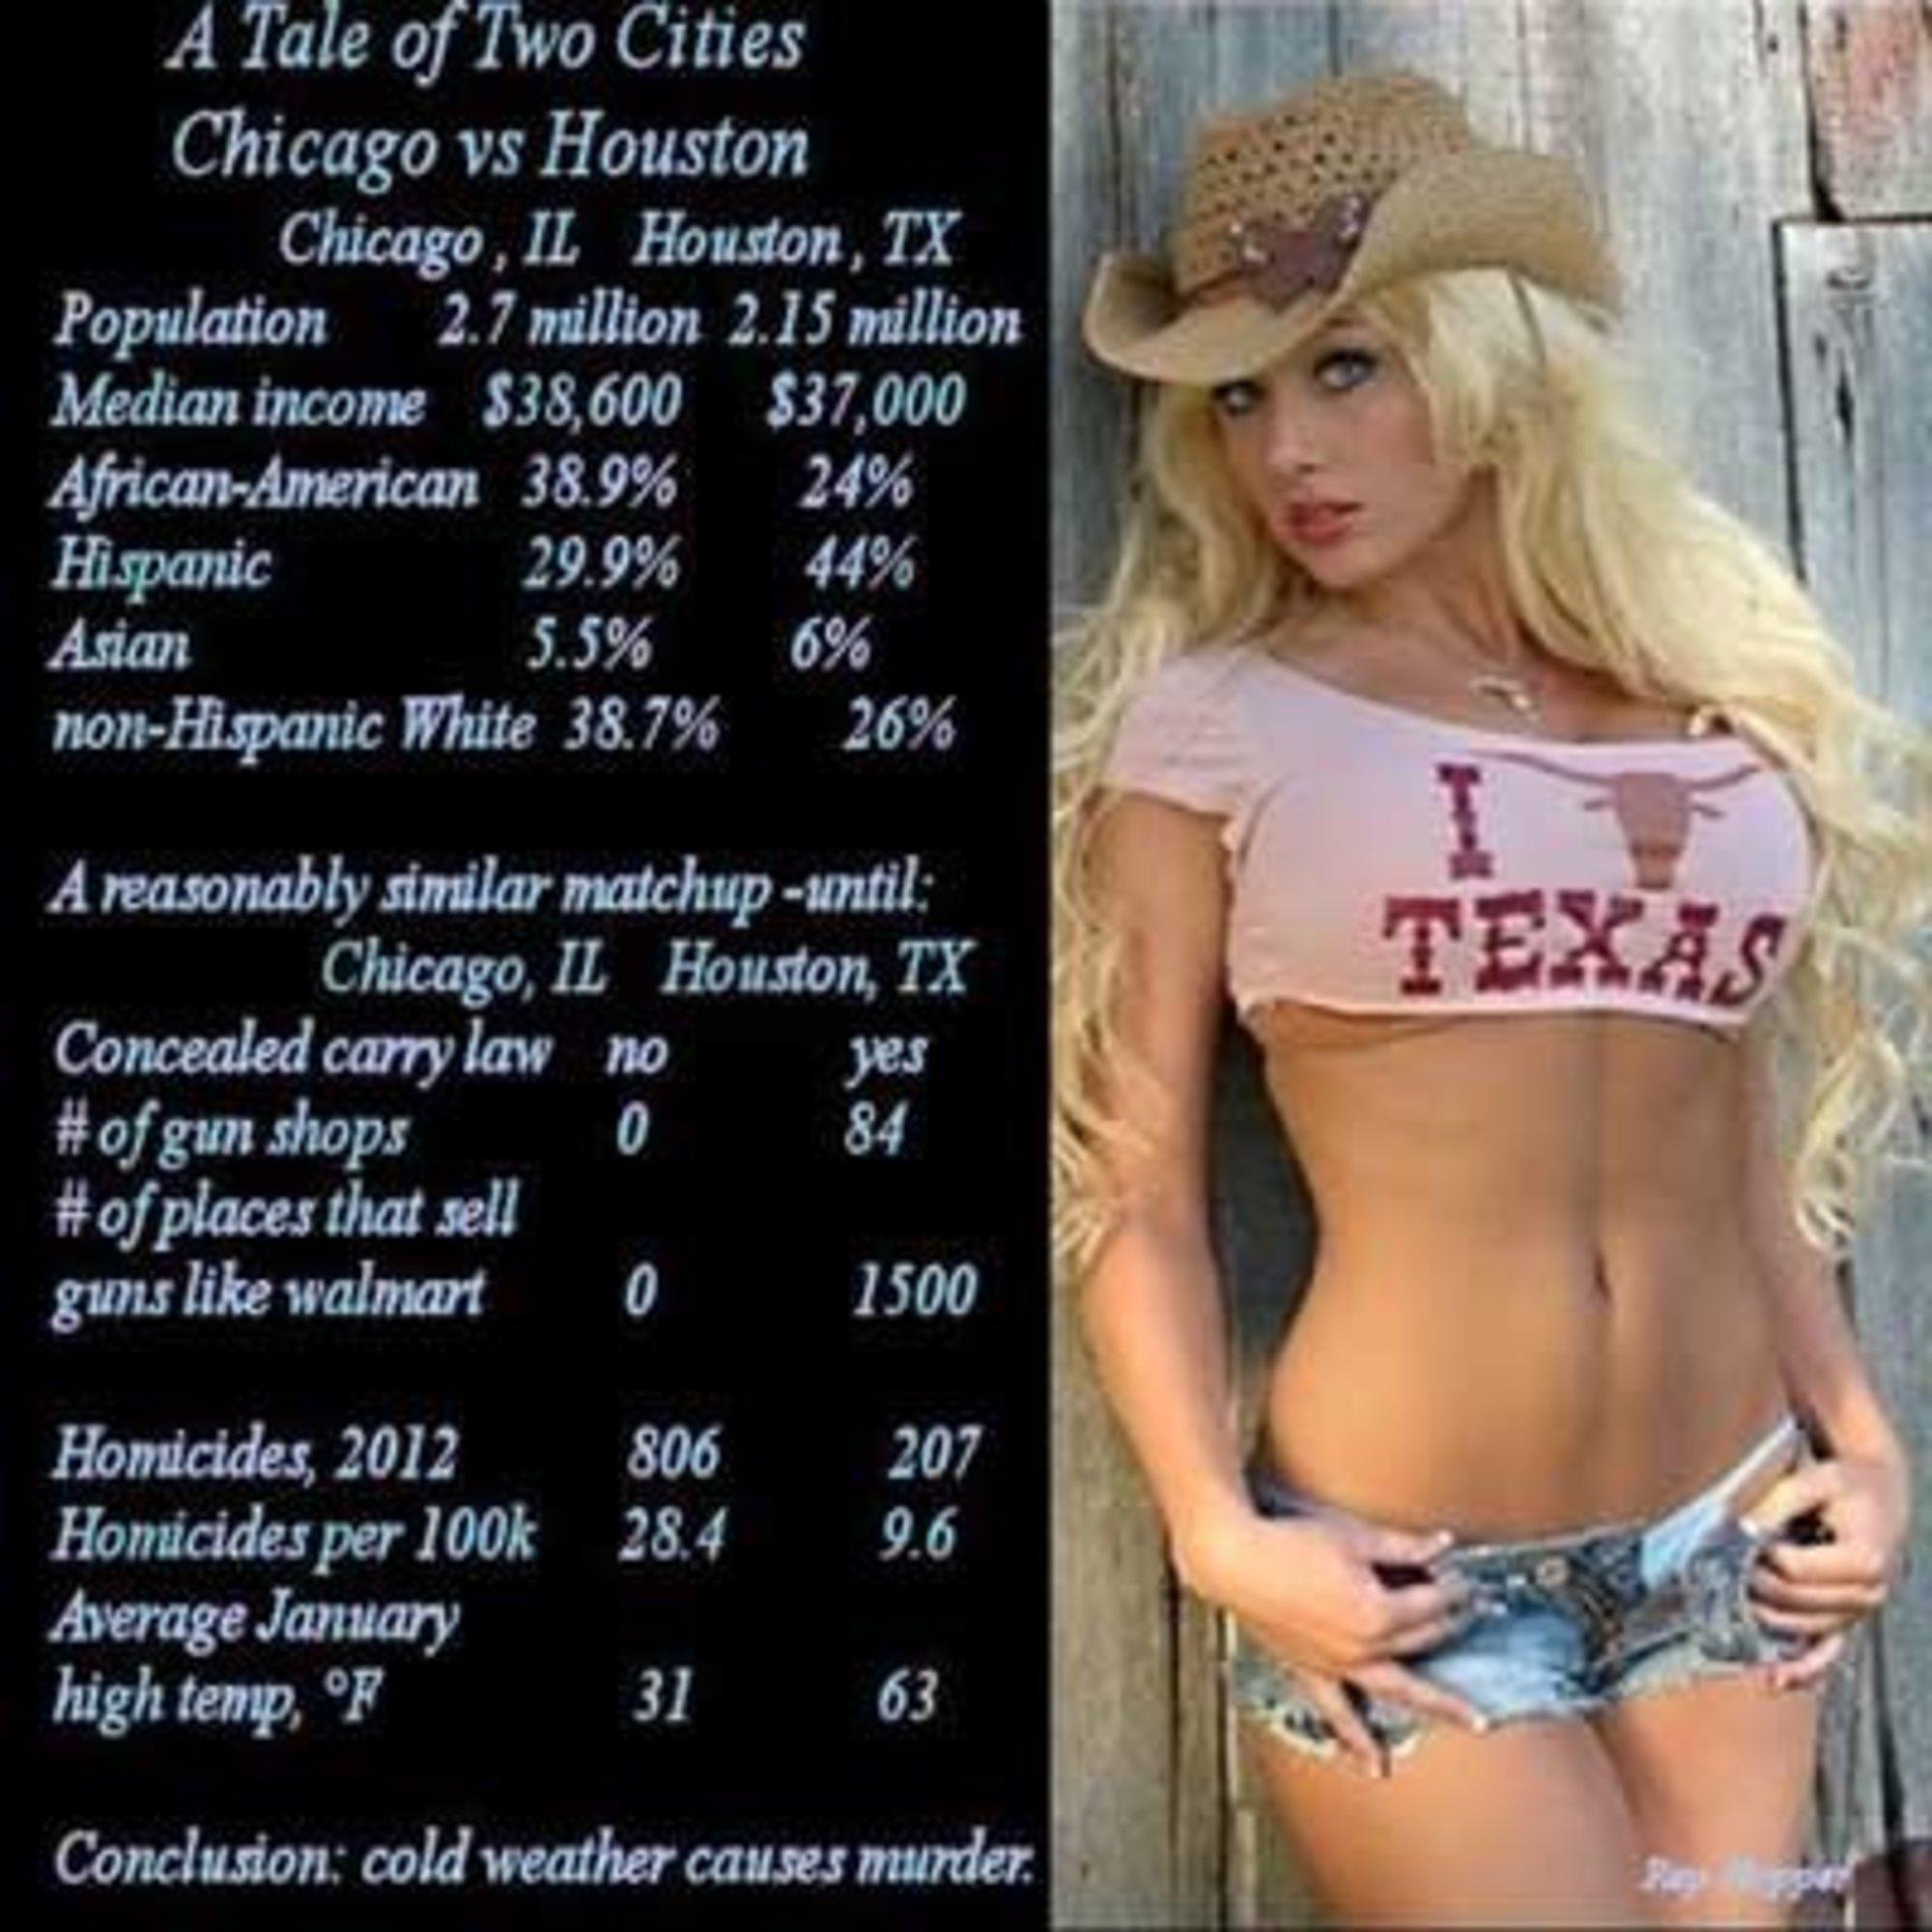 A Tale of Two Cities
Chicago vs Houston
Chicago , IL Houston , TX
Population 2.7 million 2.15 million
Median income $38,600 $37,000
African-American 38.9% 24%
Hispanic 29.9% 44%
Asian 5.5% 6%
non-Hispanic White 38.7% 26%
A reasonably similar matchup -until:
Chicago, IL Houston, TX
Concealed carry law no yes
# of gun shops 0 84
# of places that sell
guns like walmart 0 1500
Homicides, 2012 806 207
Homicides per 100k 28.4 9.6
Average January
high temp, °F 31 63
Conclusion: cold weather causes murder.
I
TEXAS